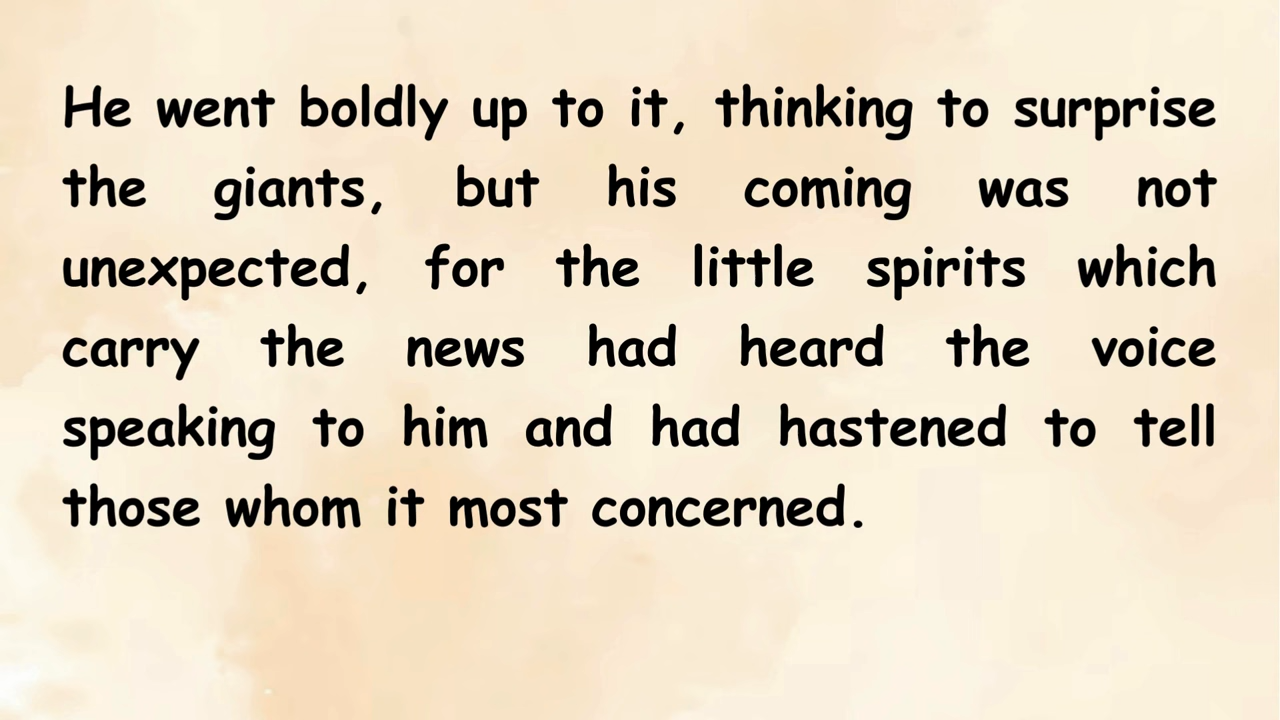 He went boldly up to it, thinking to surprise
the giants, but his coming was not
unexpected, for the little spirits which
carry the news had heard the voice
speaking to him and had hastened to tell
those whom it most concerned.